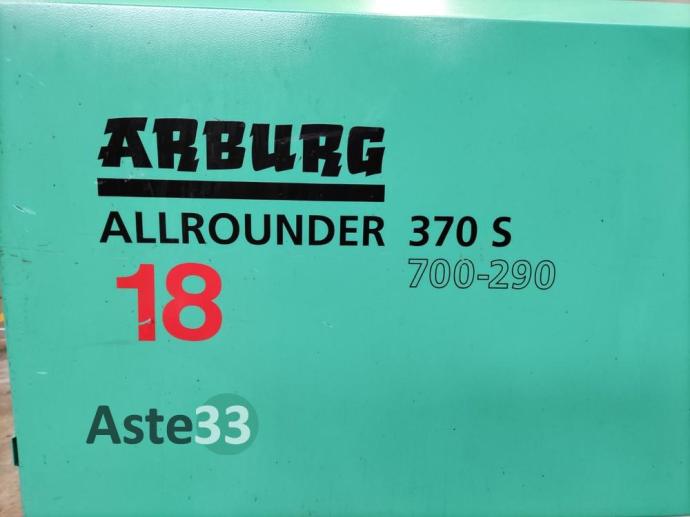 ARBURG
ALLROUNDER 370 S
700-290
18
Aste33